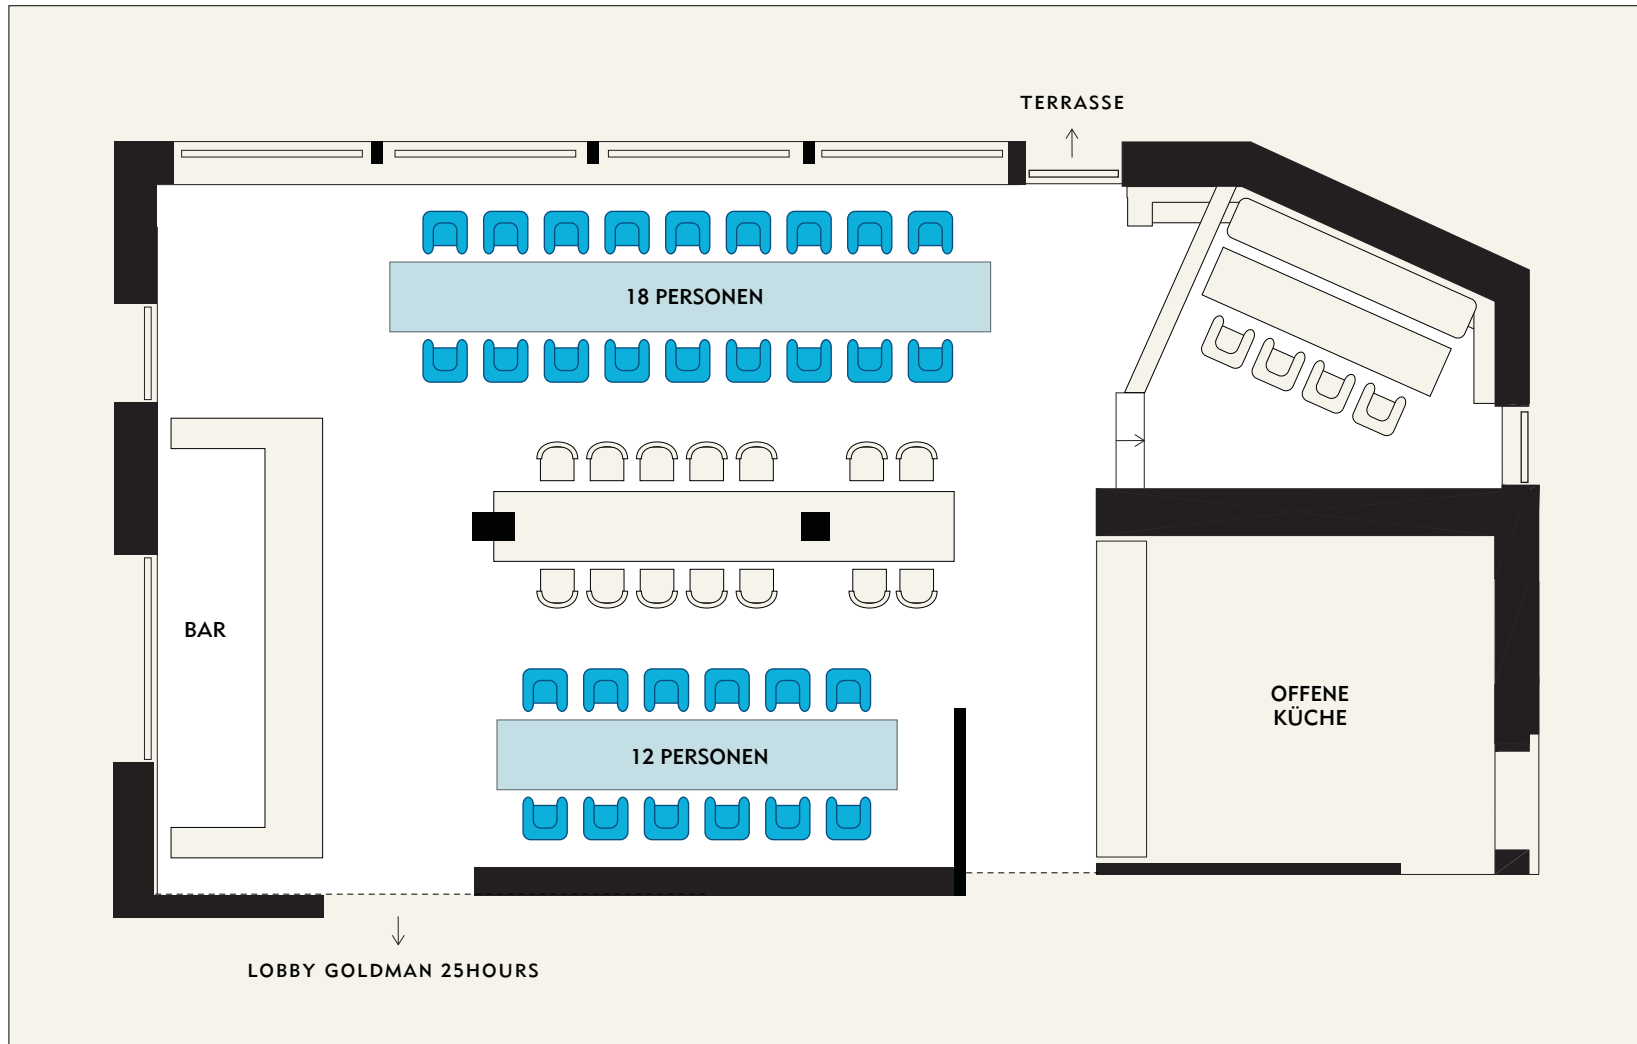 TERRASSE
18 PERSONEN
BAR
12 PERSONEN
OFFENE
KÜCHE
LOBBY GOLDMAN 25HOURS